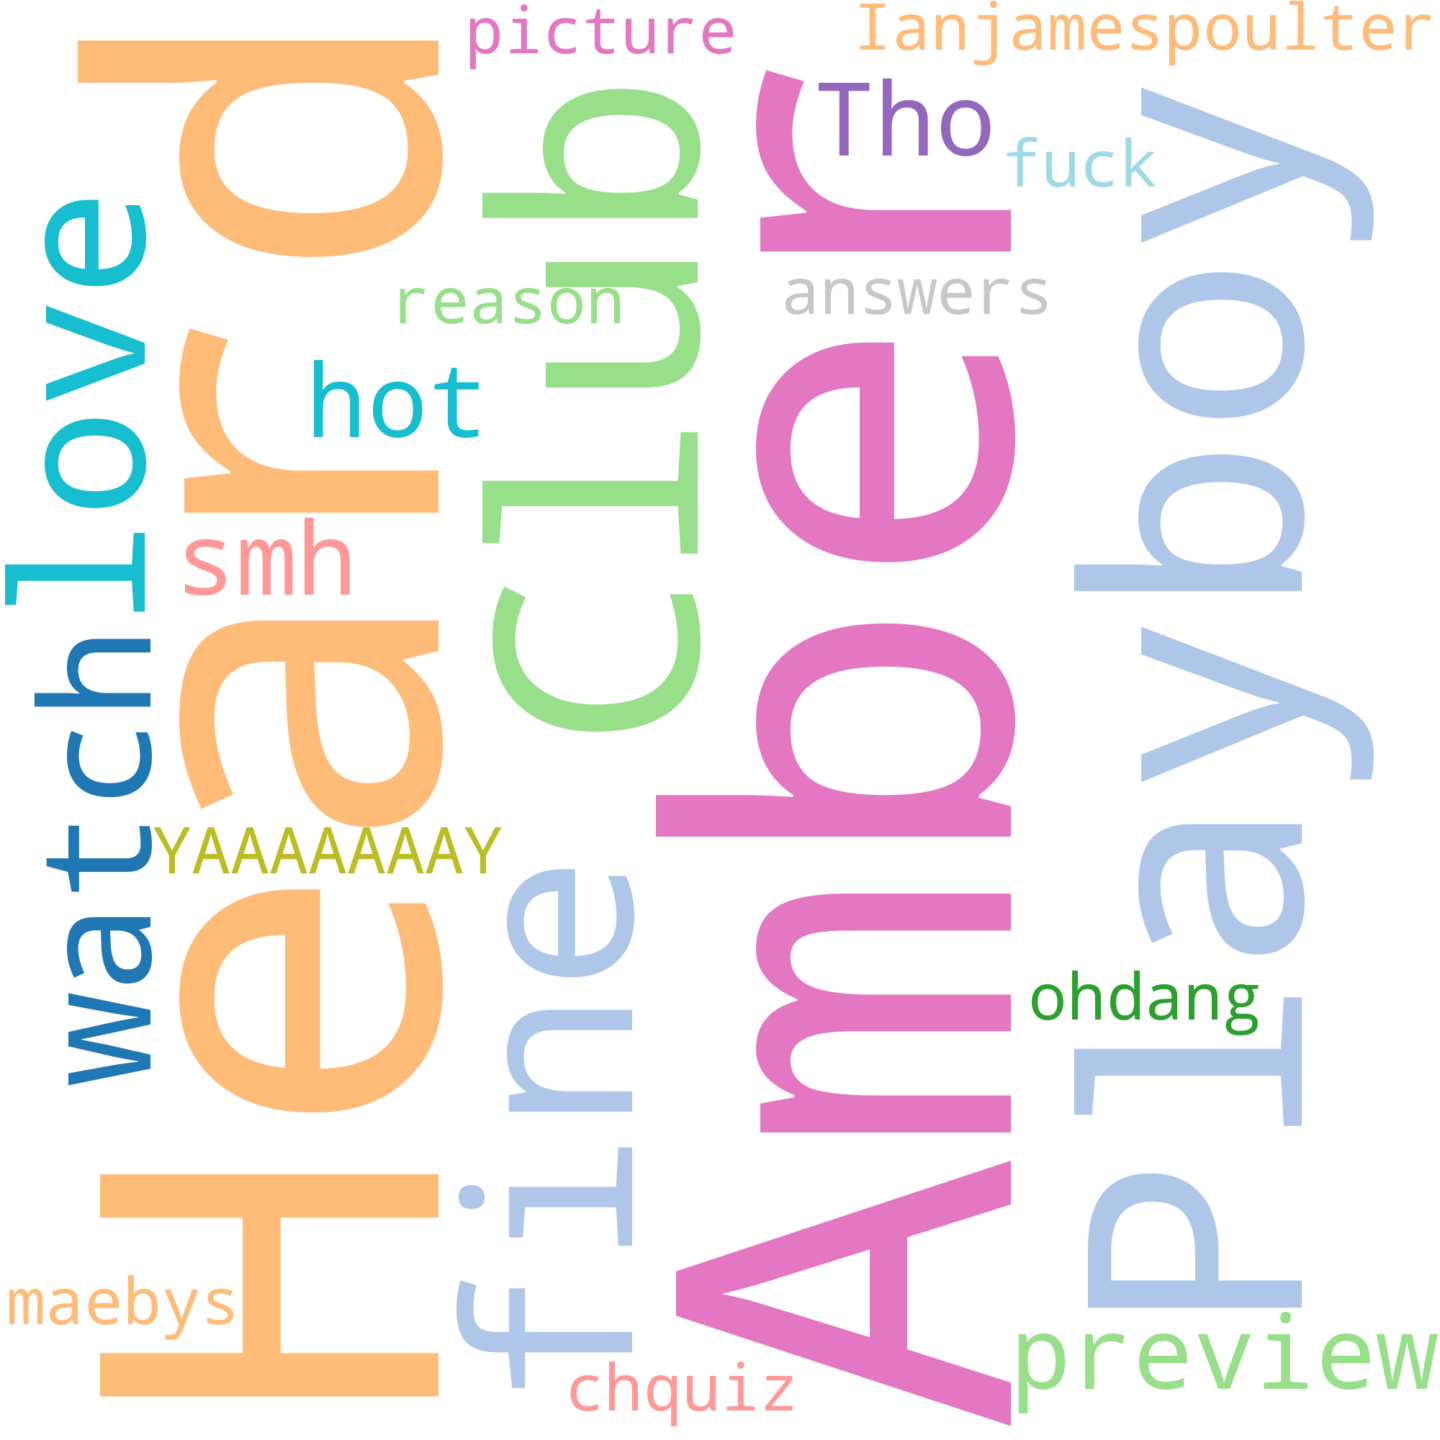 picture
Ianjamespoulter
Tho
fuck
love
Heard
Club
Amber
Playboy
reason
answers
hot
smh
watch
YAAAAAAAY
fine
ohdang
maebys
preview
chquiz